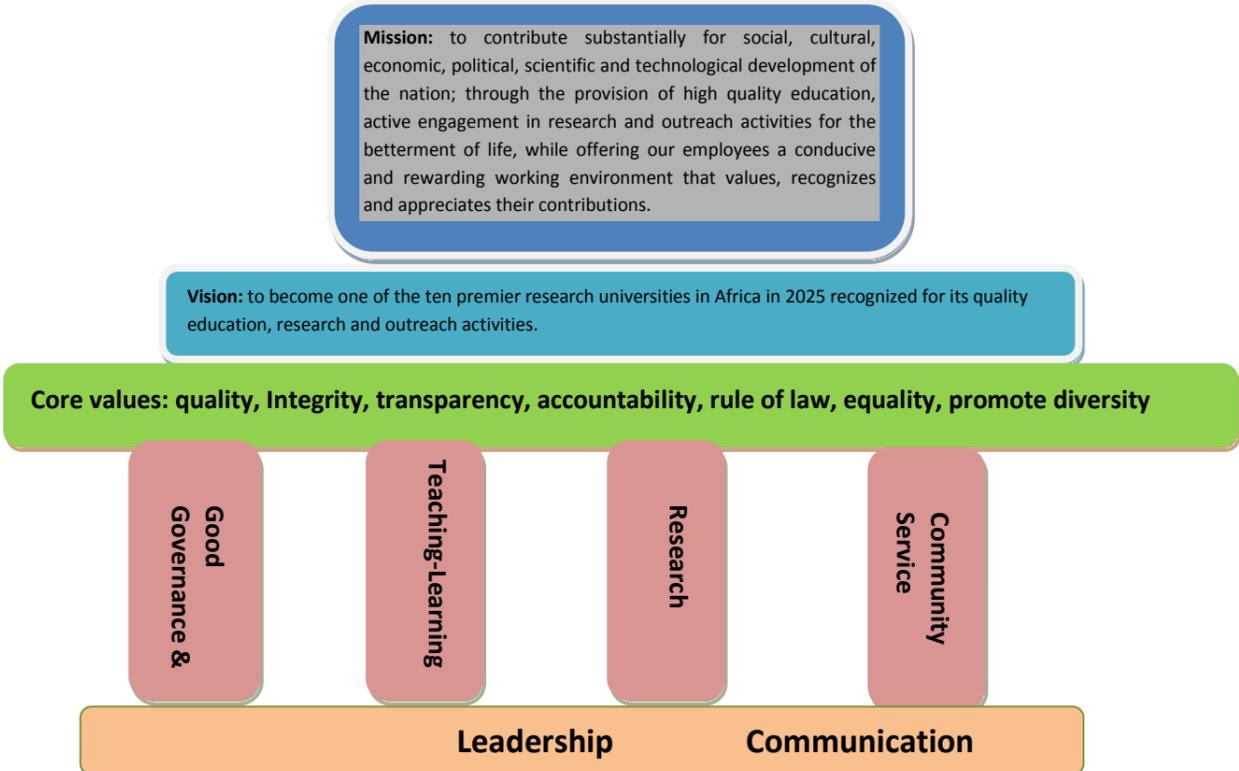 Mission: to contribute substantially for social, cultural,
economic, political, scientific and technological development of
the nation; through the provision of high quality education,
active engagement in research and outreach activities for the
betterment of life, while offering our employees a conducive
and rewarding working environment that values, recognizes
and appreciates their contributions.
Vision: to become one of the ten premier research universities in Africa in 2025 recognized for its quality
education, research and outreach activities.
Core values: quality, Integrity, transparency, accountability, rule of law, equality, promote diversity
Good
Governance &
Teaching-Learning
Research
Community
Service
Leadership Communication